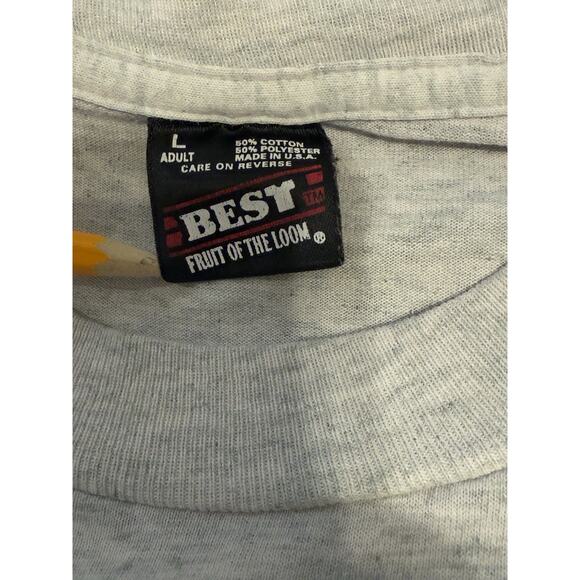 L
ADULT
50% COTTON
50% POLYESTER
MADE IN U.S.A.
CARE ON REVERSE
BEST TM
FRUIT OF THE LOOM ®